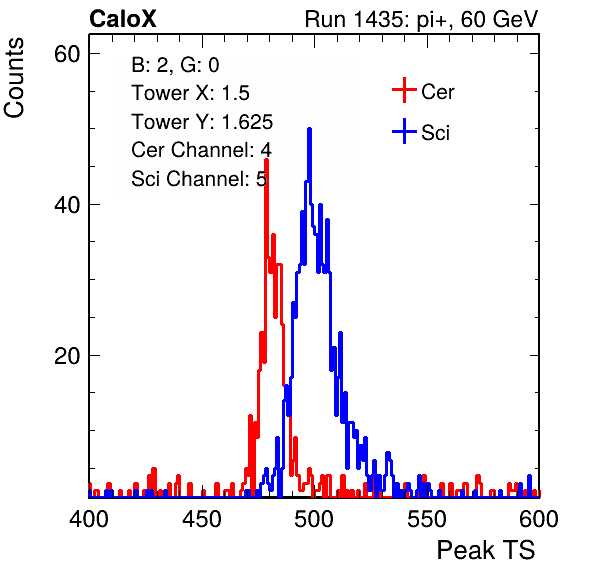 CaloX Run 1435: pi+, 60 GeV
Counts
60
40
20
B: 2, G: 0
Tower X: 1.5
Tower Y: 1.625
Cer Channel: 4
Sci Channel: 5
Cer
Sci
400 450 500 550 600
Peak TS